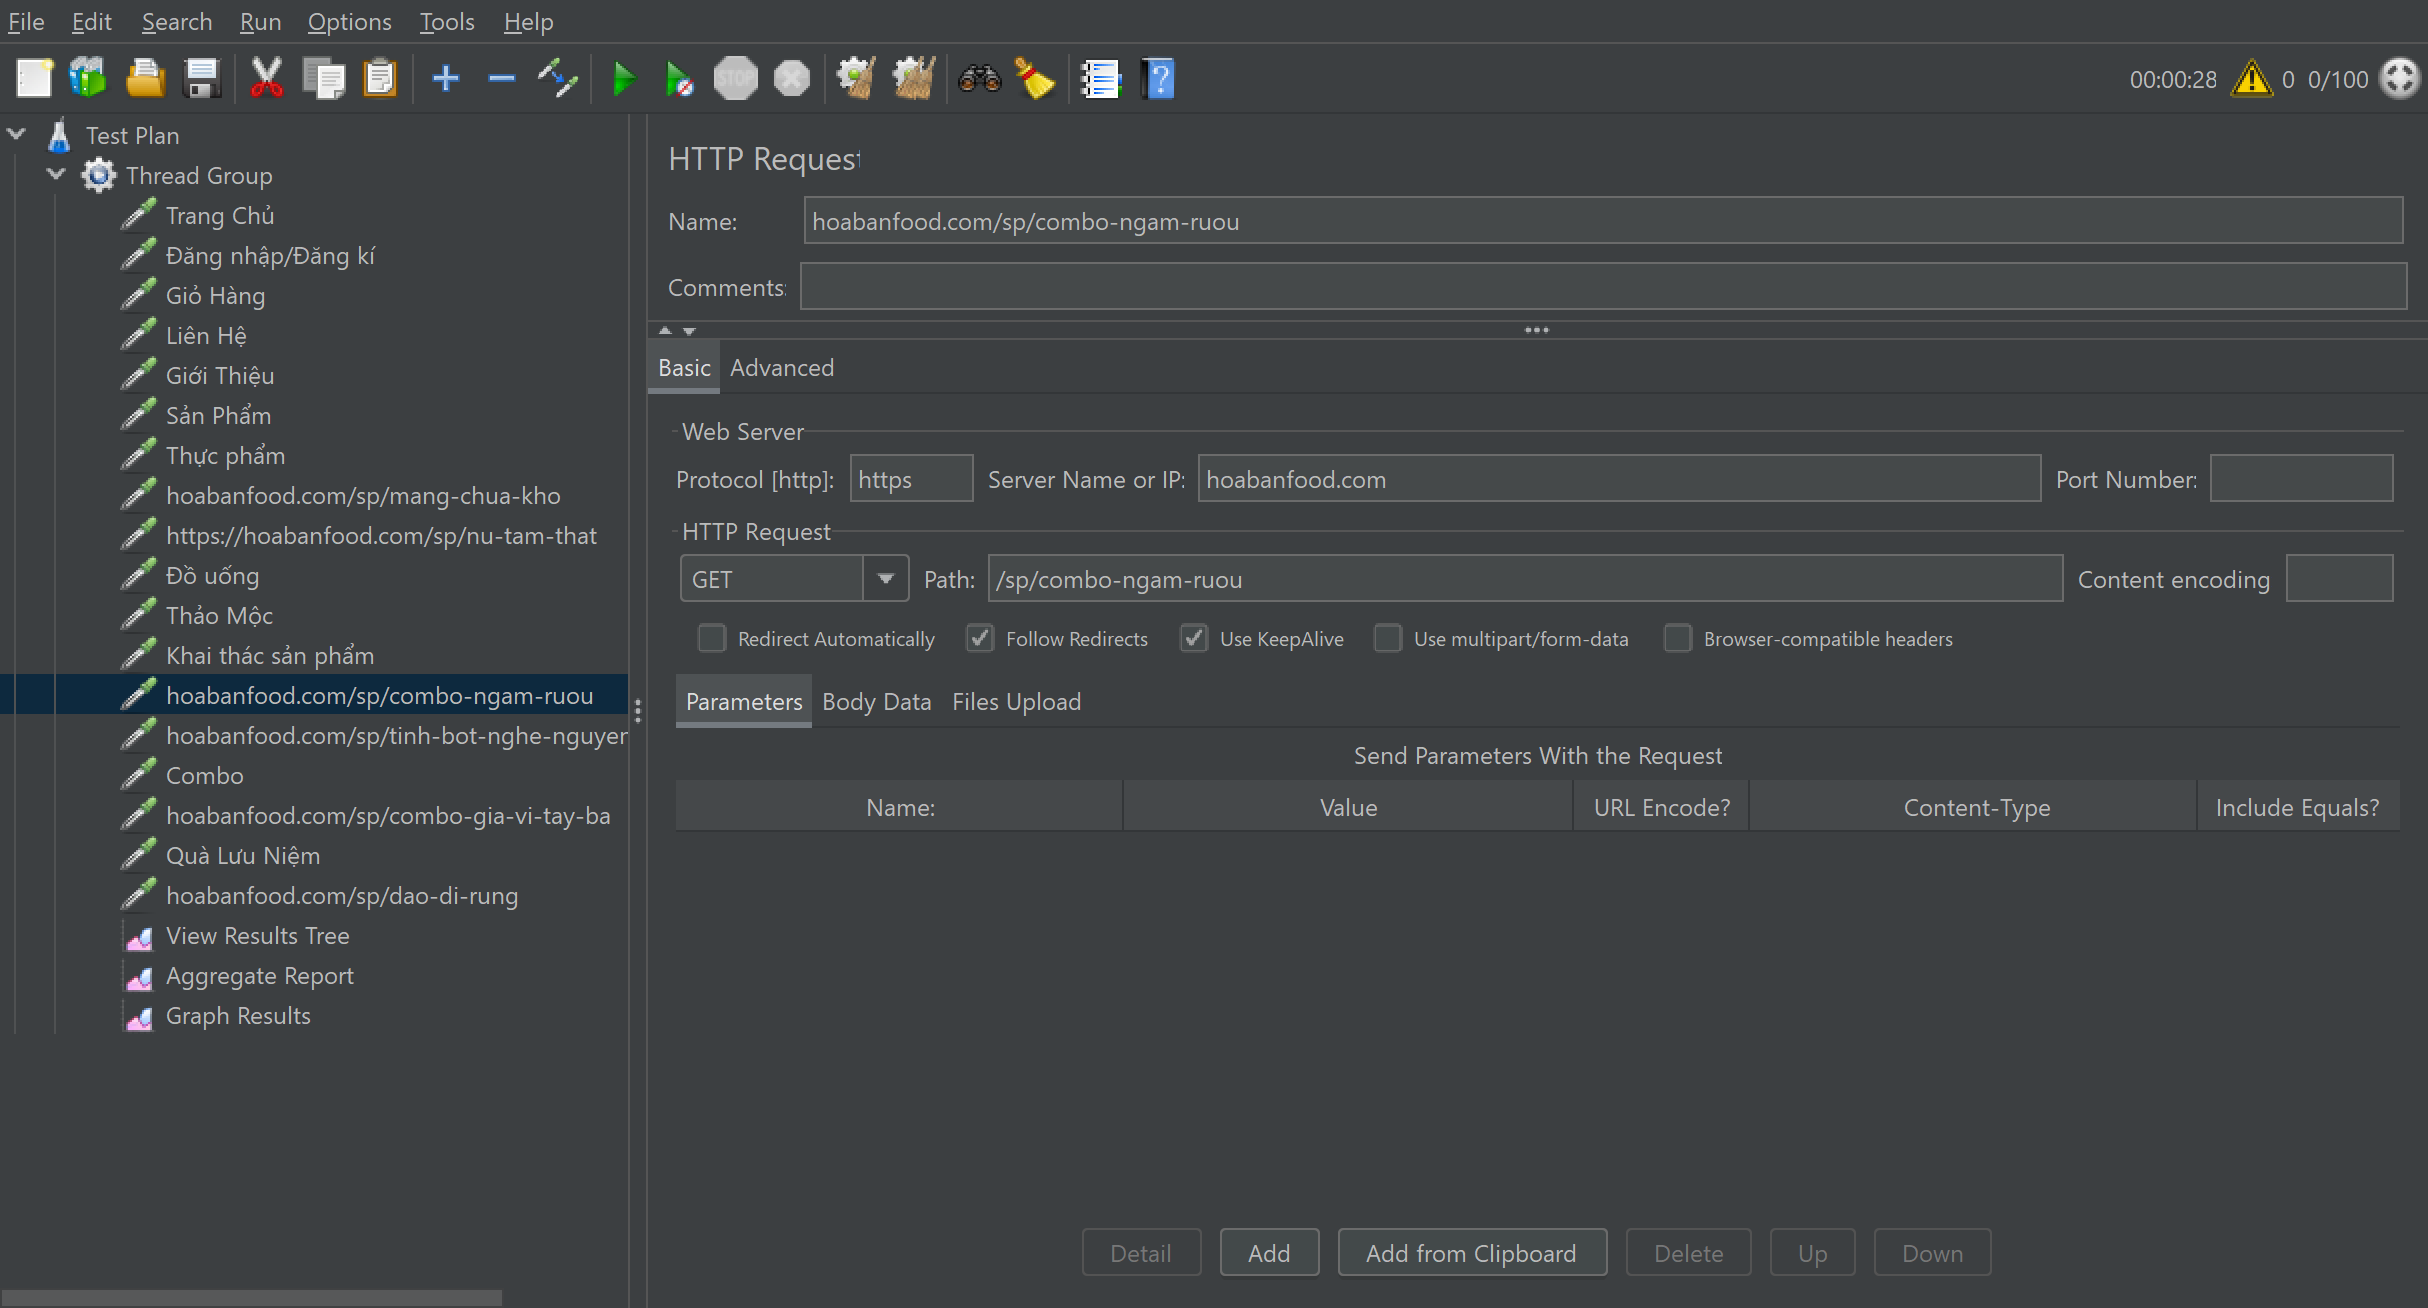 File Edit Search Run Options Tools Help
STOP
00:00:28 0 0/100
Test Plan
Thread Group
Trang Chủ
Đăng nhập/Đăng kí
Giỏ Hàng
Liên Hệ
Giới Thiệu
Sản Phẩm
Thực phẩm
hoabanfood.com/sp/mang-chua-kho
https://hoabanfood.com/sp/nu-tam-that
Đồ uống
Thảo Mộc
Khai thác sản phẩm
hoabanfood.com/sp/combo-ngam-ruou
hoabanfood.com/sp/tinh-bot-nghe-nguyer
Combo
hoabanfood.com/sp/combo-gia-vi-tay-ba
Quà Lưu Niệm
hoabanfood.com/sp/dao-di-rung
View Results Tree
Aggregate Report
Graph Results
HTTP Request
Name: hoabanfood.com/sp/combo-ngam-ruou
Comments:
Basic Advanced
Web Server
Protocol [http]: https Server Name or IP: hoabanfood.com Port Number:
HTTP Request
GET Path: /sp/combo-ngam-ruou Content encoding
Redirect Automatically Follow Redirects Use KeepAlive Use multipart/form-data Browser-compatible headers
Parameters Body Data Files Upload
Send Parameters With the Request
Name: Value URL Encode? Content-Type Include Equals?
Detail Add Add from Clipboard Delete Up Down